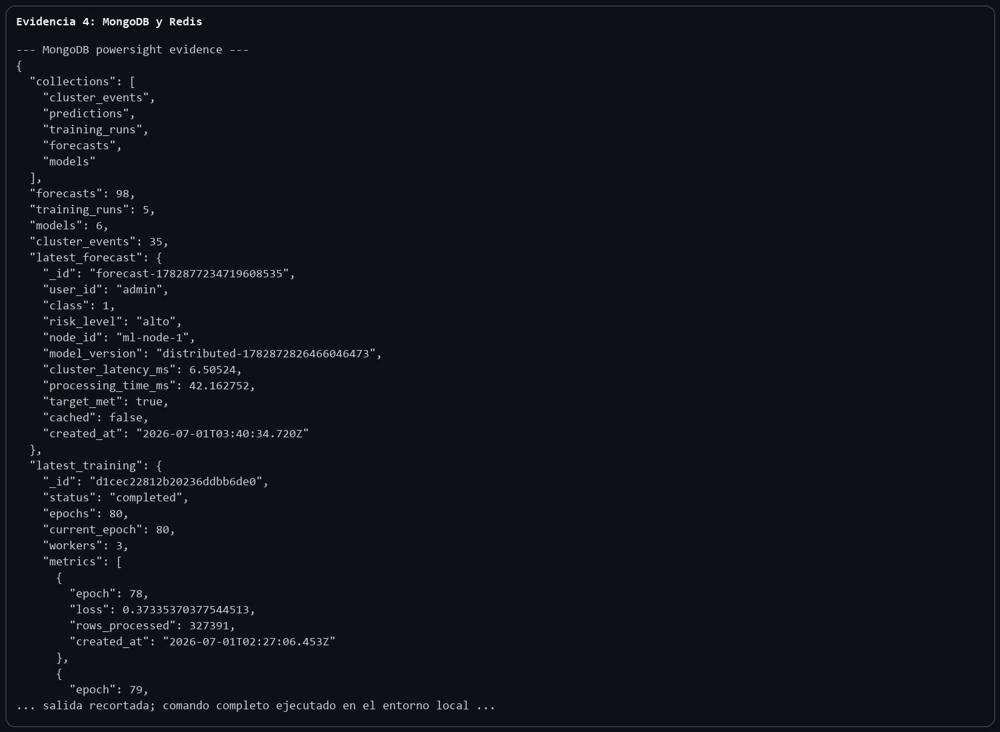 Evidencia 4: MongoDB y Redis
--- MongoDB powersight evidence ---
{
  "collections": [
    "cluster_events",
    "predictions",
    "training_runs",
    "forecasts",
    "models"
  ],
  "forecasts": 98,
  "training_runs": 5,
  "models": 6,
  "cluster_events": 35,
  "latest_forecast": {
    "_id": "forecast-1782877234719608535",
    "user_id": "admin",
    "class": 1,
    "risk_level": "alto",
    "node_id": "ml-node-1",
    "model_version": "distributed-1782872826466046473",
    "cluster_latency_ms": 6.50524,
    "processing_time_ms": 42.162752,
    "target_met": true,
    "cached": false,
    "created_at": "2026-07-01T03:40:34.720Z"
  },
  "latest_training": {
    "_id": "d1cec22812b20236ddbb6de0",
    "status": "completed",
    "epochs": 80,
    "current_epoch": 80,
    "workers": 3,
    "metrics": [
      {
        "epoch": 78,
        "loss": 0.37335370377544513,
        "rows_processed": 327391,
        "created_at": "2026-07-01T02:27:06.453Z"
      },
      {
        "epoch": 79,
... salida recortada; comando completo ejecutado en el entorno local ...